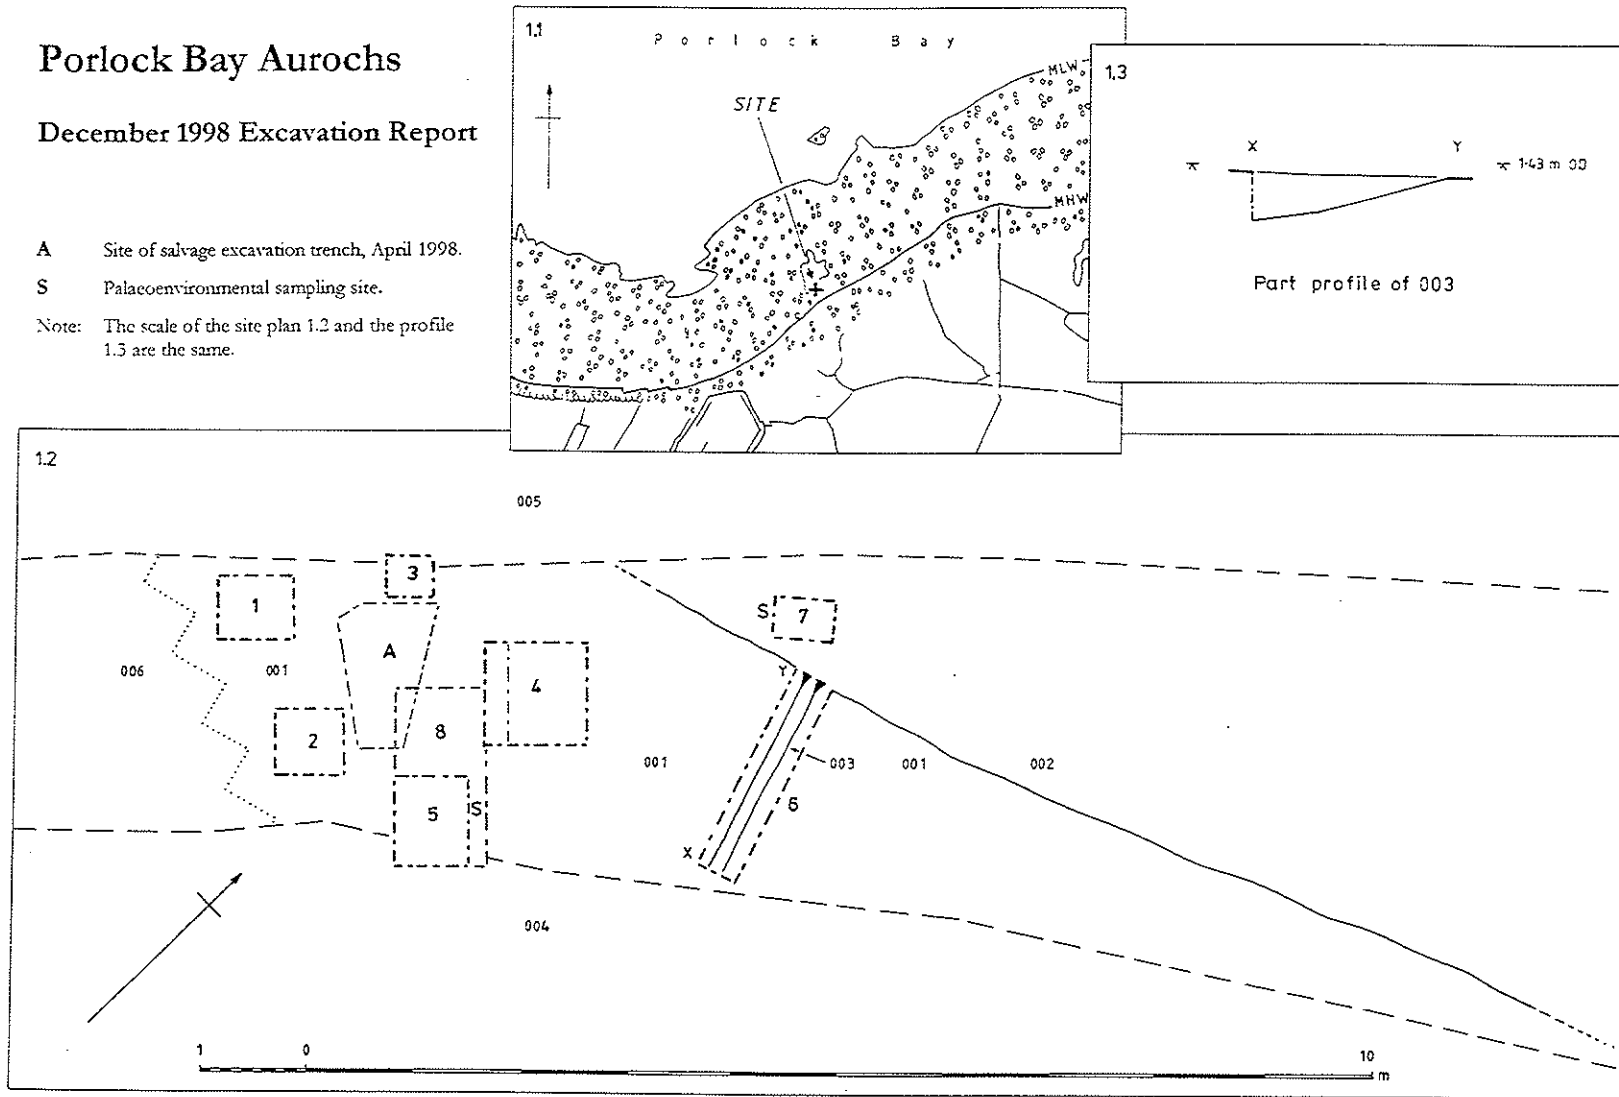 Porlock Bay Aurochs
December 1998 Excavation Report
A Site of salvage excavation trench, April 1998.
S Palaeoenvironmental sampling site.
Note: The scale of the site plan 1.2 and the profile
1.3 are the same.
1.1
Porlock Bay
MLW
SITE
MHW
1.3
X Y
1·43 m OD
Part profile of 003
1.2
005
3
1
S 7
A
006 001
Y
4
8
2
001 003 001 002
5 S
6
X
004
1 0 10
m